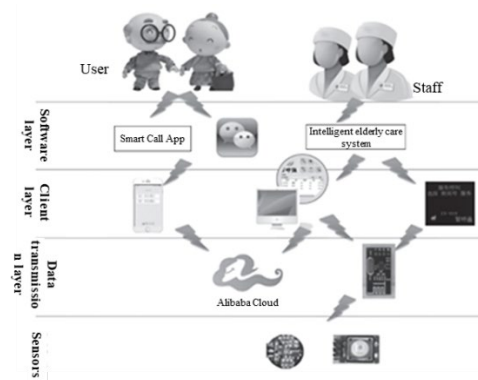 User
Staff
Software
layer
Smart Call App
Intelligent elderly care
system
Client
layer
Data
transmissio
n layer
Alibaba Cloud
Sensors